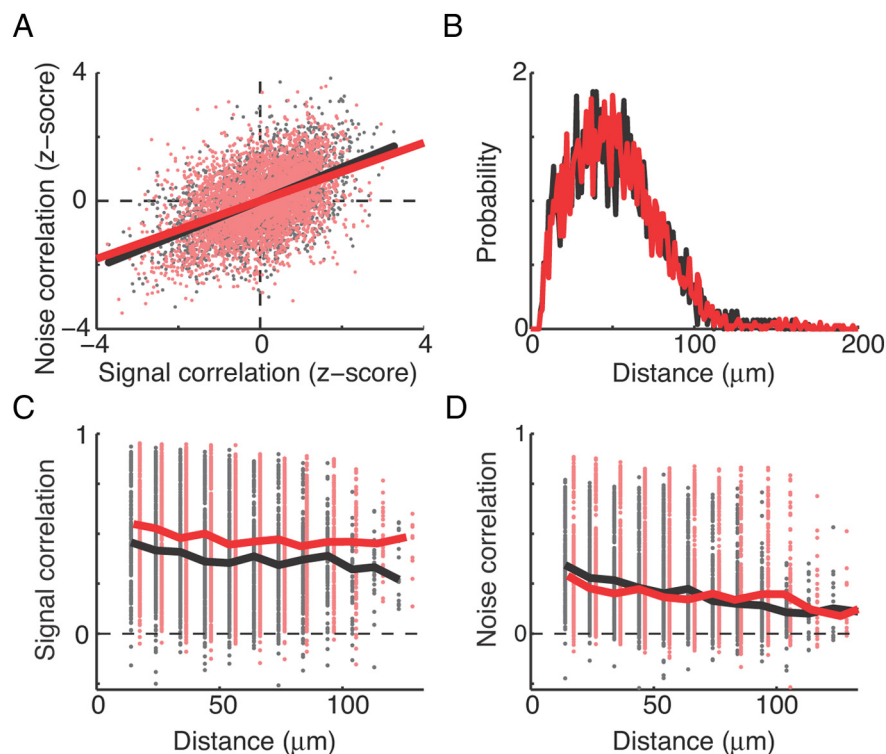 A
4
0
−4
−4
0
4
Noise correlation (z−socre)
Signal correlation (z−score)
B
2
1
0
0
100
200
Probability
Distance (μm)
C
1
0
0
50
100
Signal correlation
Distance (μm)
D
1
0
0
50
100
Noise correlation
Distance (μm)